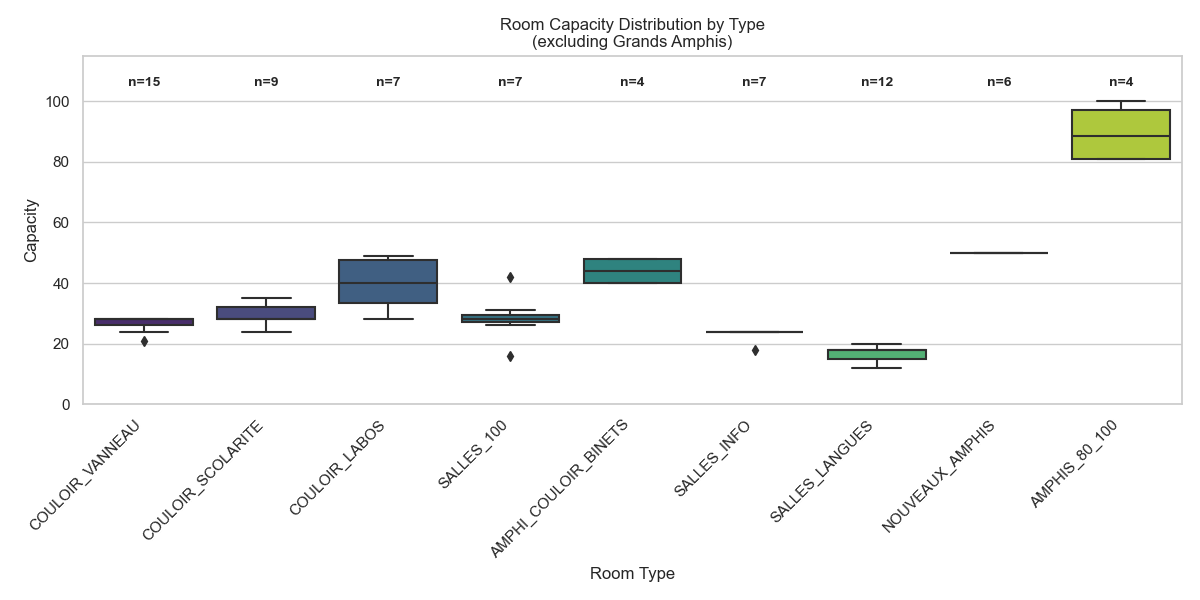 Room Capacity Distribution by Type
(excluding Grands Amphis)
n=15 n=9 n=7 n=7 n=4 n=7 n=12 n=6 n=4
100
80
60
40
20
0
Capacity
COULOIR_VANNEAU
COULOIR_SCOLARITE
COULOIR_LABOS
SALLES_100
AMPHI_COULOIR_BINETS
SALLES_INFO
SALLES_LANGUES
NOUVEAUX_AMPHIS
AMPHIS_80_100
Room Type